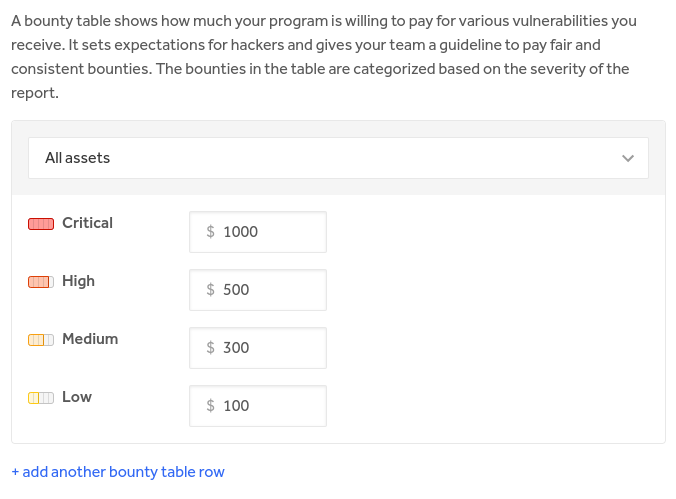 A bounty table shows how much your program is willing to pay for various vulnerabilities you
receive. It sets expectations for hackers and gives your team a guideline to pay fair and
consistent bounties. The bounties in the table are categorized based on the severity of the
report.
All assets
Critical
$ 1000
High
$ 500
Medium
$ 300
Low
$ 100
+ add another bounty table row